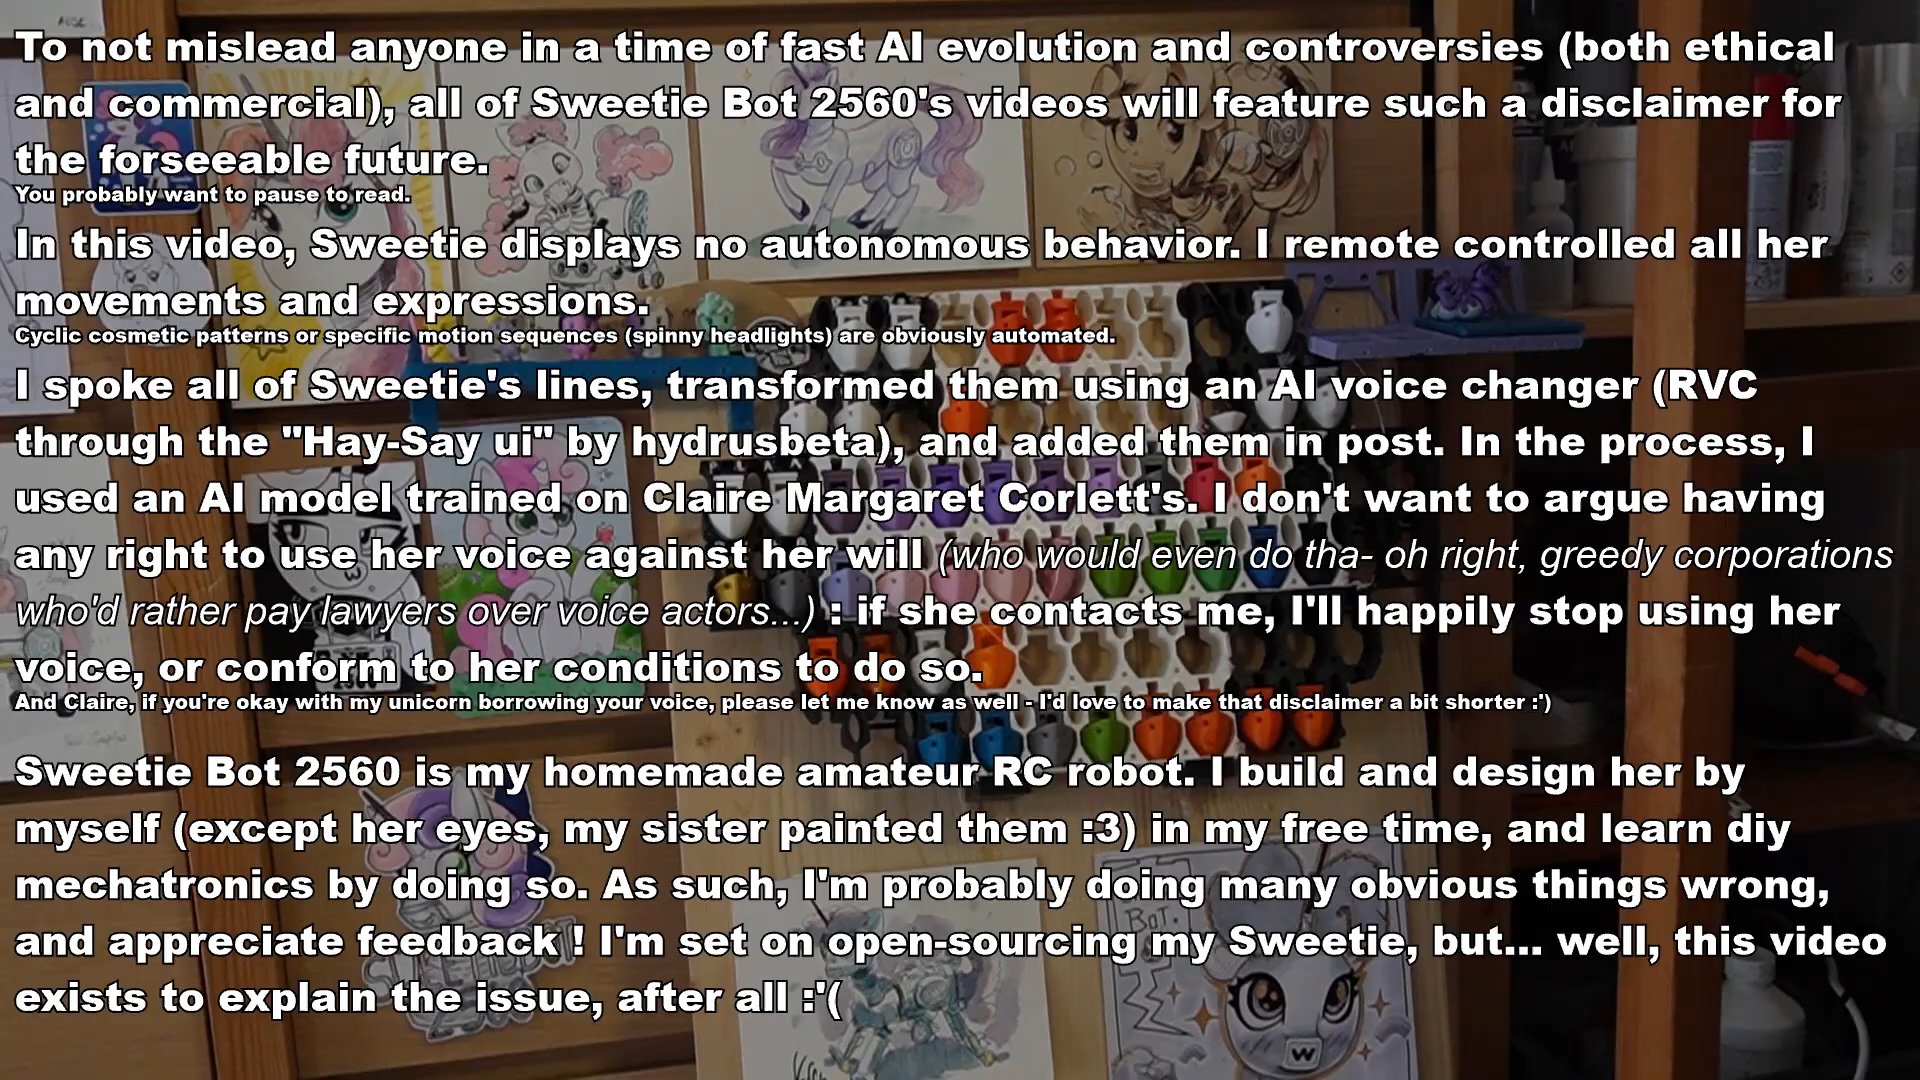 To not mislead anyone in a time of fast AI evolution and controversies (both ethical
and commercial), all of Sweetie Bot 2560's videos will feature such a disclaimer for
the forseeable future.
You probably want to pause to read.
In this video, Sweetie displays no autonomous behavior. I remote controlled all her
movements and expressions.
Cyclic cosmetic patterns or specific motion sequences (spinny headlights) are obviously automated.
I spoke all of Sweetie's lines, transformed them using an AI voice changer (RVC
through the "Hay-Say ui" by hydrusbeta), and added them in post. In the process, I
used an AI model trained on Claire Margaret Corlett's. I don't want to argue having
any right to use her voice against her will (who would even do tha- oh right, greedy corporations
who'd rather pay lawyers over voice actors...) : if she contacts me, I'll happily stop using her
voice, or conform to her conditions to do so.
And Claire, if you're okay with my unicorn borrowing your voice, please let me know as well - I'd love to make that disclaimer a bit shorter :')
Sweetie Bot 2560 is my homemade amateur RC robot. I build and design her by
myself (except her eyes, my sister painted them :3) in my free time, and learn diy
mechatronics by doing so. As such, I'm probably doing many obvious things wrong,
and appreciate feedback ! I'm set on open-sourcing my Sweetie, but... well, this video
exists to explain the issue, after all :'(